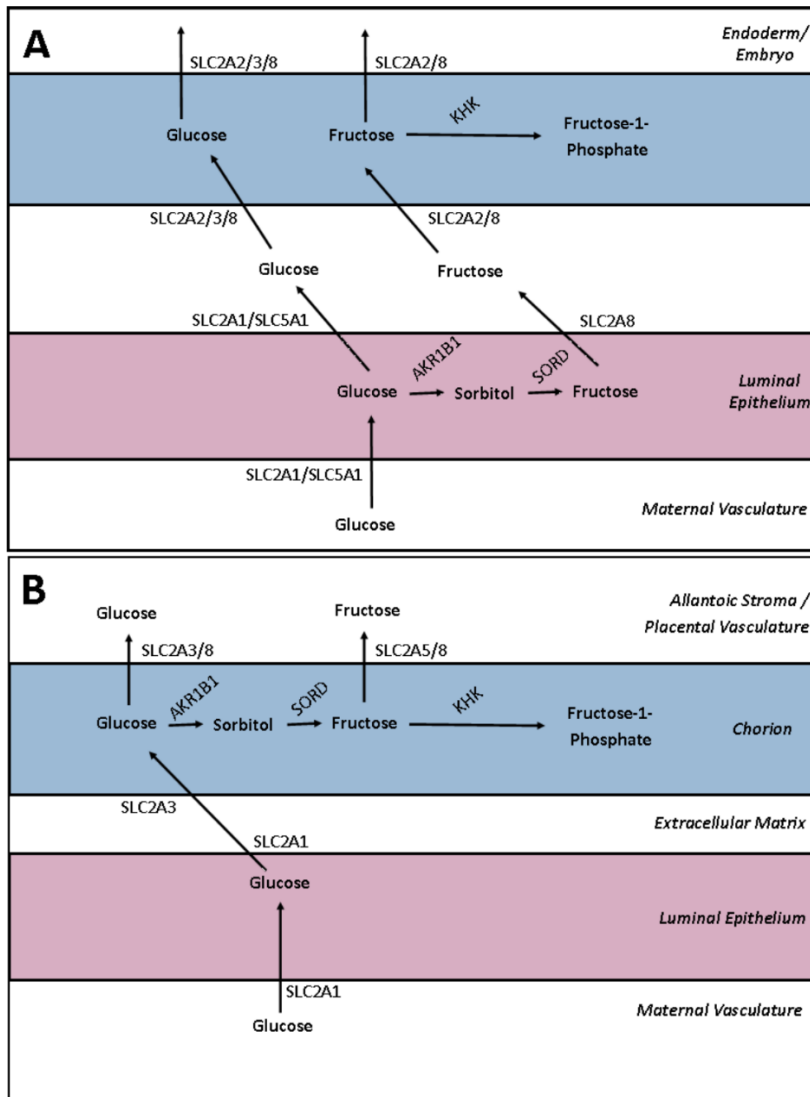 A
Endoderm/
Embryo
SLC2A2/3/8
SLC2A2/8
Glucose
Fructose
KHK
Fructose-1-
Phosphate
SLC2A2/3/8
SLC2A2/8
Glucose
Fructose
SLC2A1/SLC5A1
SLC2A8
Glucose
AKR1B1
Sorbitol
SORD
Fructose
Luminal
Epithelium
SLC2A1/SLC5A1
Glucose
Maternal Vasculature
B
Glucose
Fructose
Allantoic Stroma /
Placental Vasculature
SLC2A3/8
SLC2A5/8
Glucose
AKR1B1
Sorbitol
SORD
Fructose
KHK
Fructose-1-
Phosphate
Chorion
SLC2A3
Extracellular Matrix
SLC2A1
Glucose
Luminal Epithelium
SLC2A1
Glucose
Maternal Vasculature